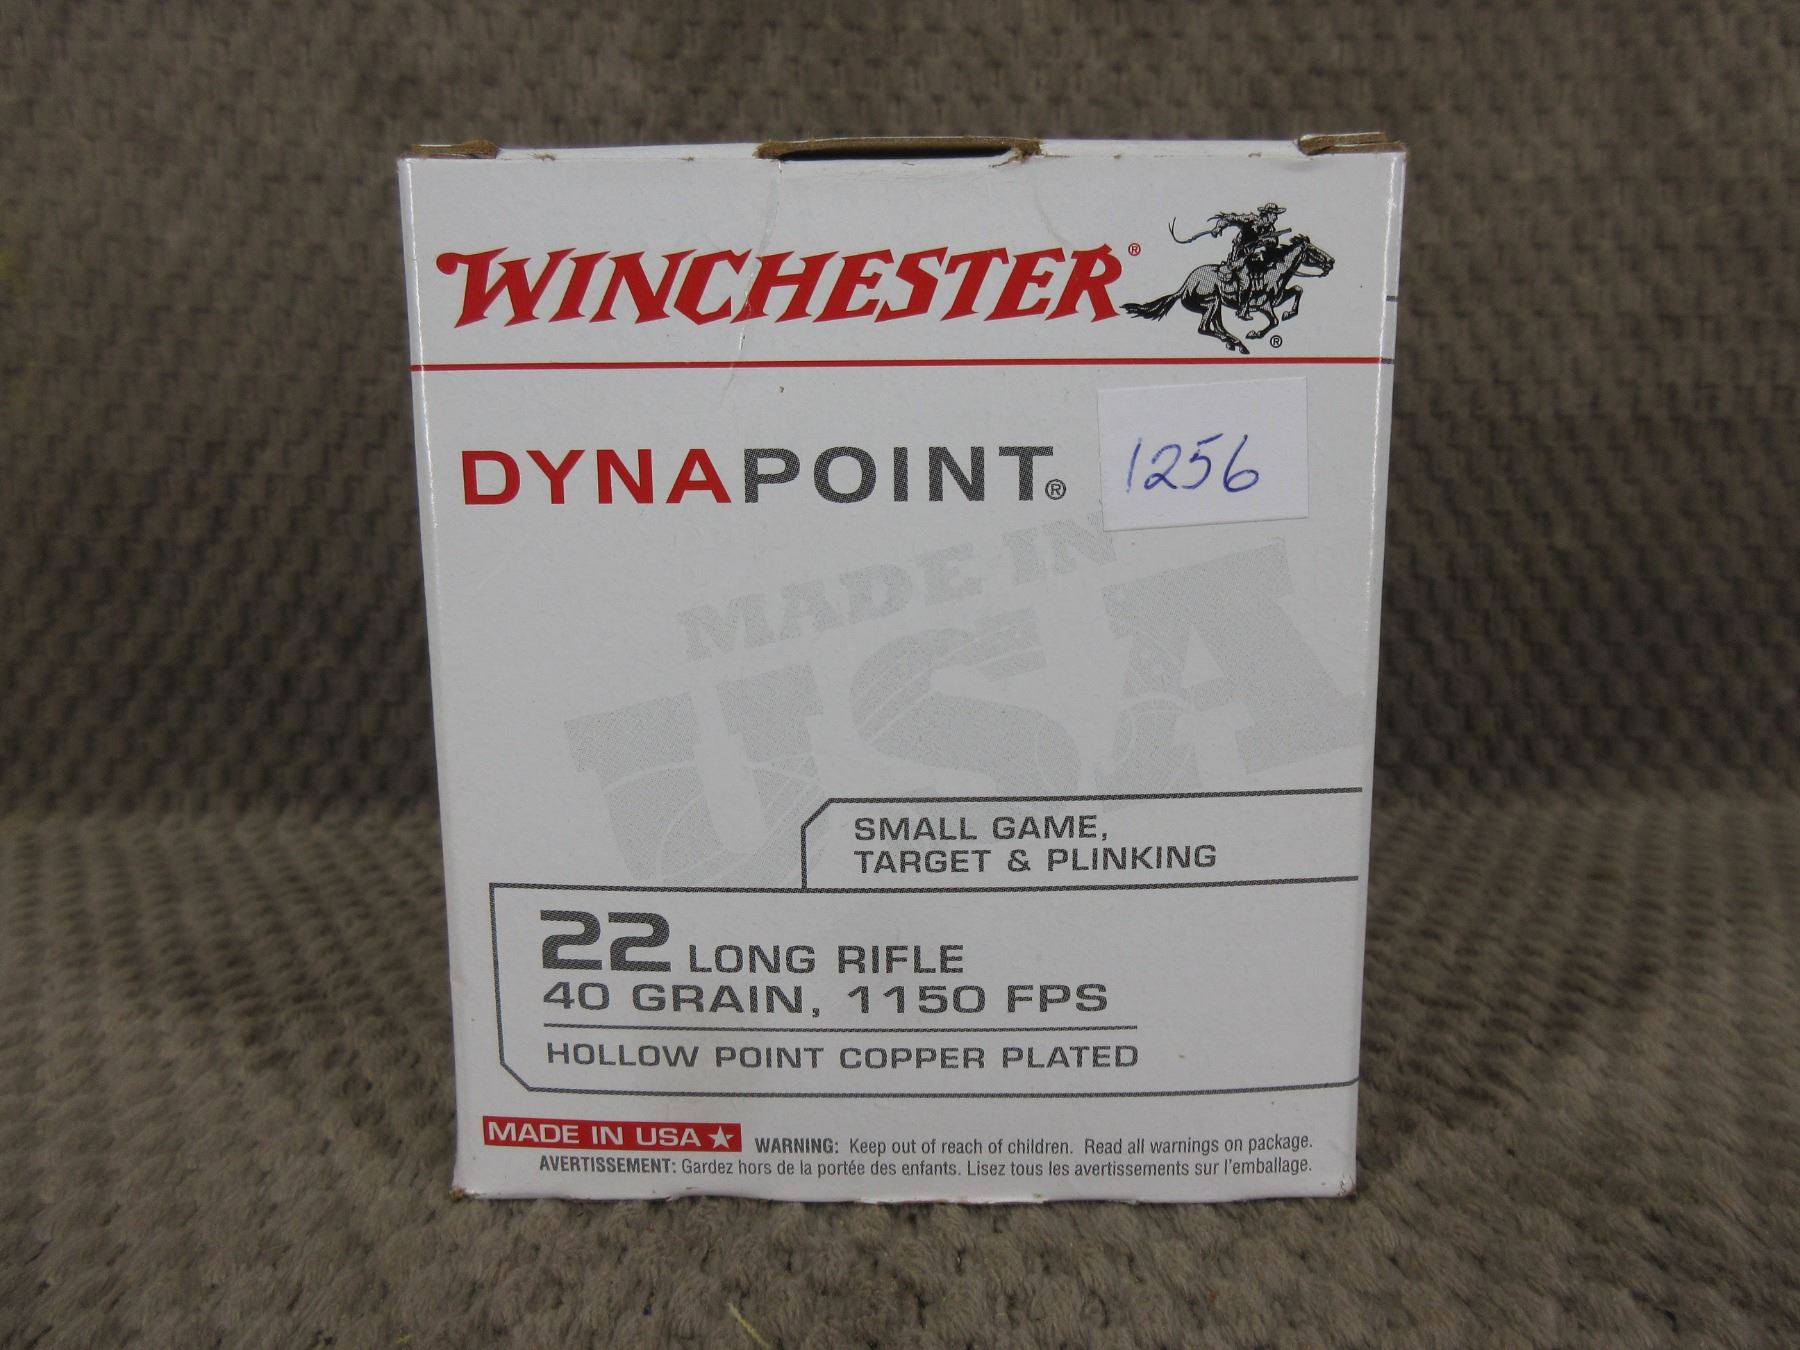 WINCHESTER®
®
DYNAPOINT®
1256
MADE IN
USA
SMALL GAME,
TARGET & PLINKING
22 LONG RIFLE
40 GRAIN, 1150 FPS
HOLLOW POINT COPPER PLATED
MADE IN USA ★
WARNING: Keep out of reach of children. Read all warnings on package.
AVERTISSEMENT: Gardez hors de la portée des enfants. Lisez tous les avertissements sur l'emballage.